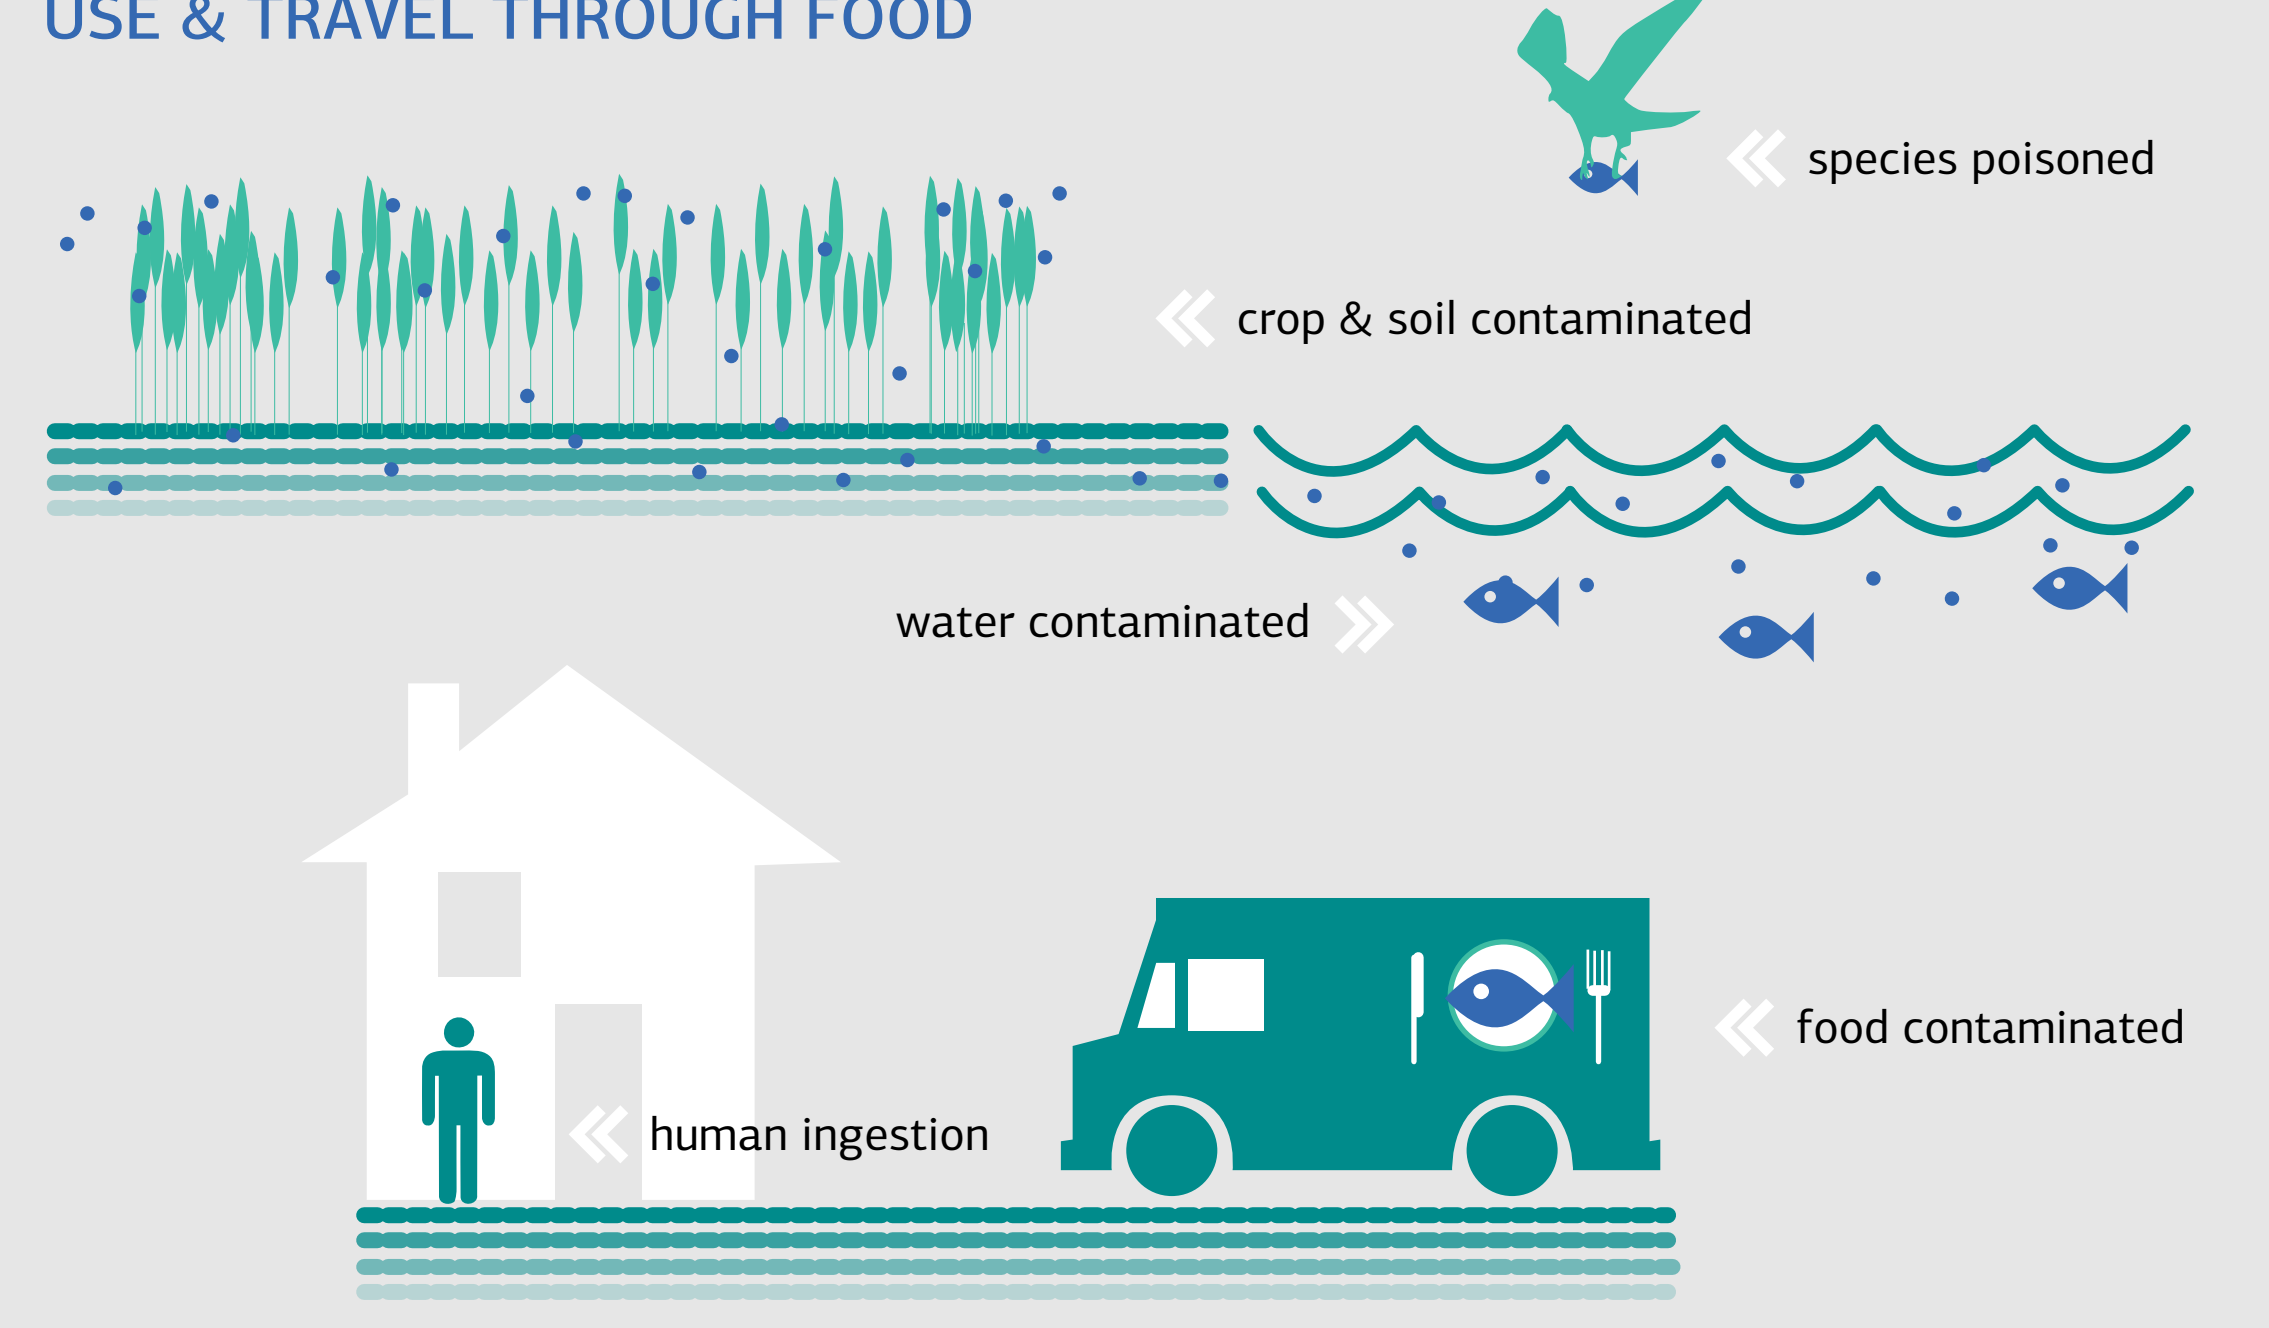 USE & TRAVEL THROUGH FOOD
species poisoned
crop & soil contaminated
water contaminated
food contaminated
human ingestion